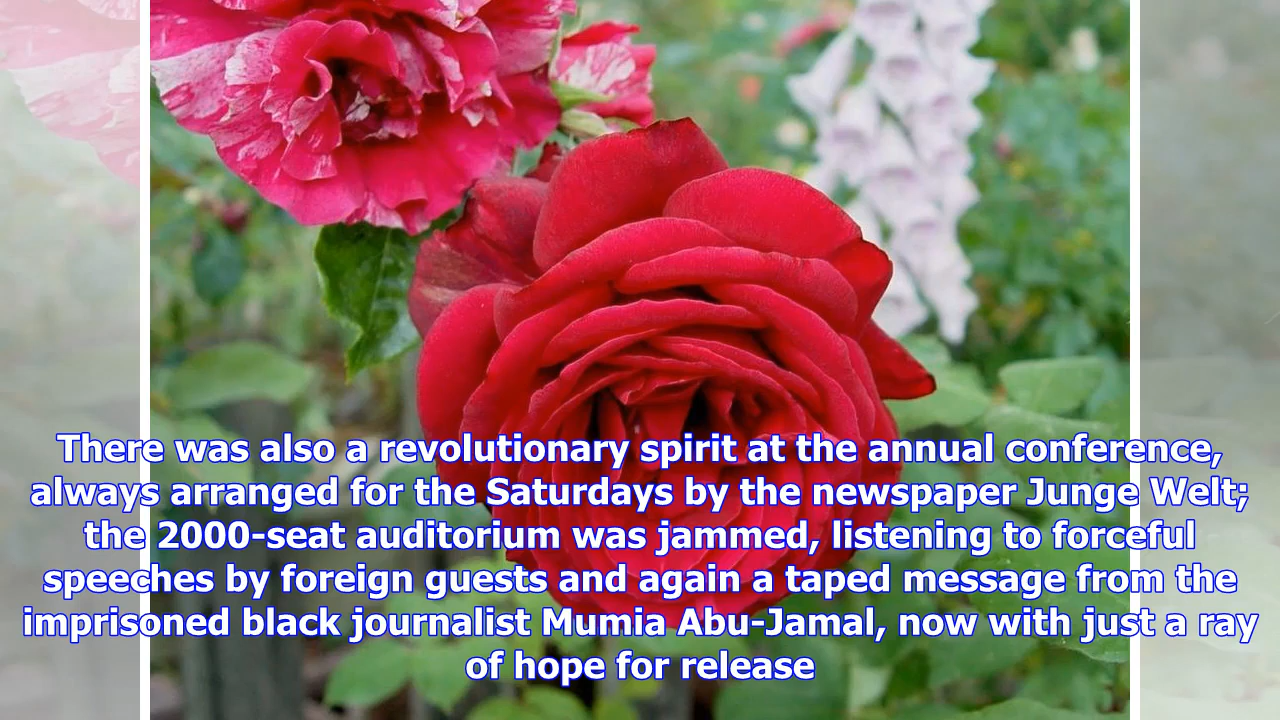 There was also a revolutionary spirit at the annual conference,
always arranged for the Saturdays by the newspaper Junge Welt;
the 2000-seat auditorium was jammed, listening to forceful
speeches by foreign guests and again a taped message from the
imprisoned black journalist Mumia Abu-Jamal, now with just a ray
of hope for release